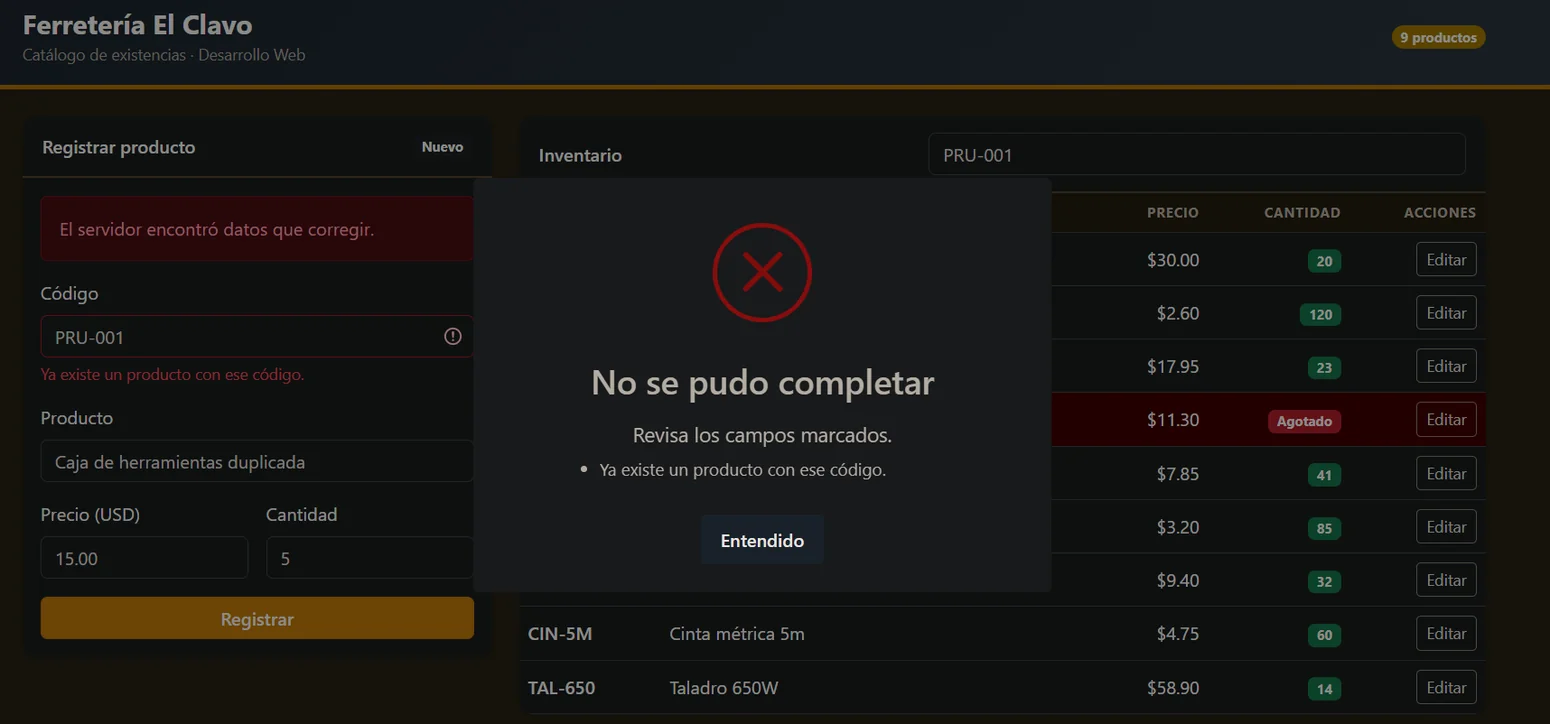 Ferretería El Clavo
Catálogo de existencias · Desarrollo Web
9 productos
Registrar producto
Nuevo
El servidor encontró datos que corregir.
Código
PRU-001
Ya existe un producto con ese código.
Producto
Caja de herramientas duplicada
Precio (USD) Cantidad
15.00 5
Registrar
Inventario
PRU-001
PRECIO CANTIDAD ACCIONES
$30.00 20 Editar
$2.60 120 Editar
$17.95 23 Editar
$11.30 Agotado Editar
$7.85 41 Editar
$3.20 85 Editar
$9.40 32 Editar
CIN-5M Cinta métrica 5m $4.75 60 Editar
TAL-650 Taladro 650W $58.90 14 Editar
No se pudo completar
Revisa los campos marcados.
• Ya existe un producto con ese código.
Entendido